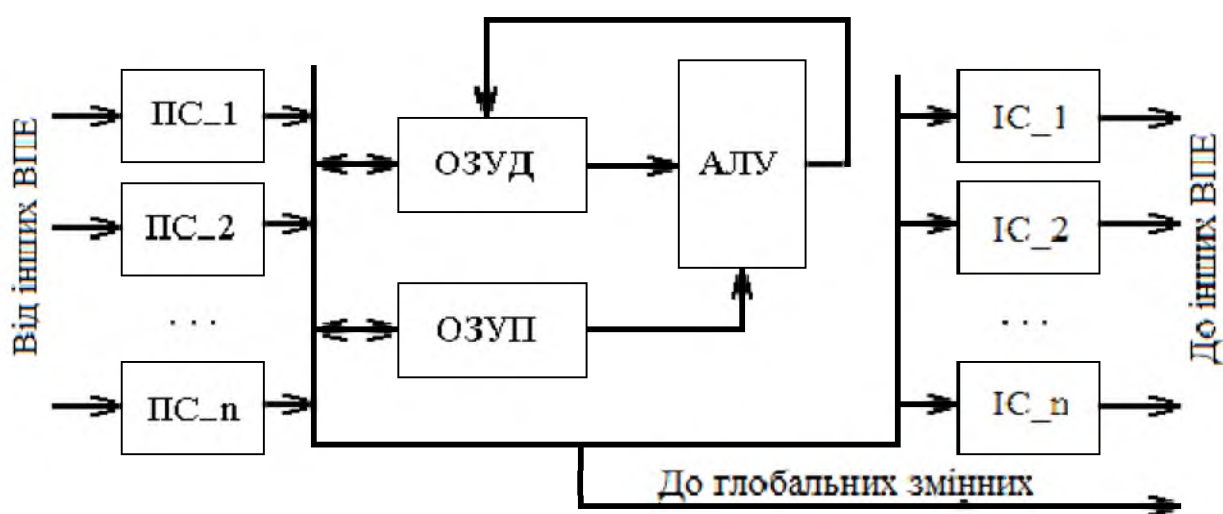 Від інших ВПЕ
ПС_1
ПС_2
. . .
ПС_n
ОЗУД
ОЗУП
АЛУ
ІС_1
ІС_2
. . .
ІС_n
До інших ВПЕ
До глобальних змінних